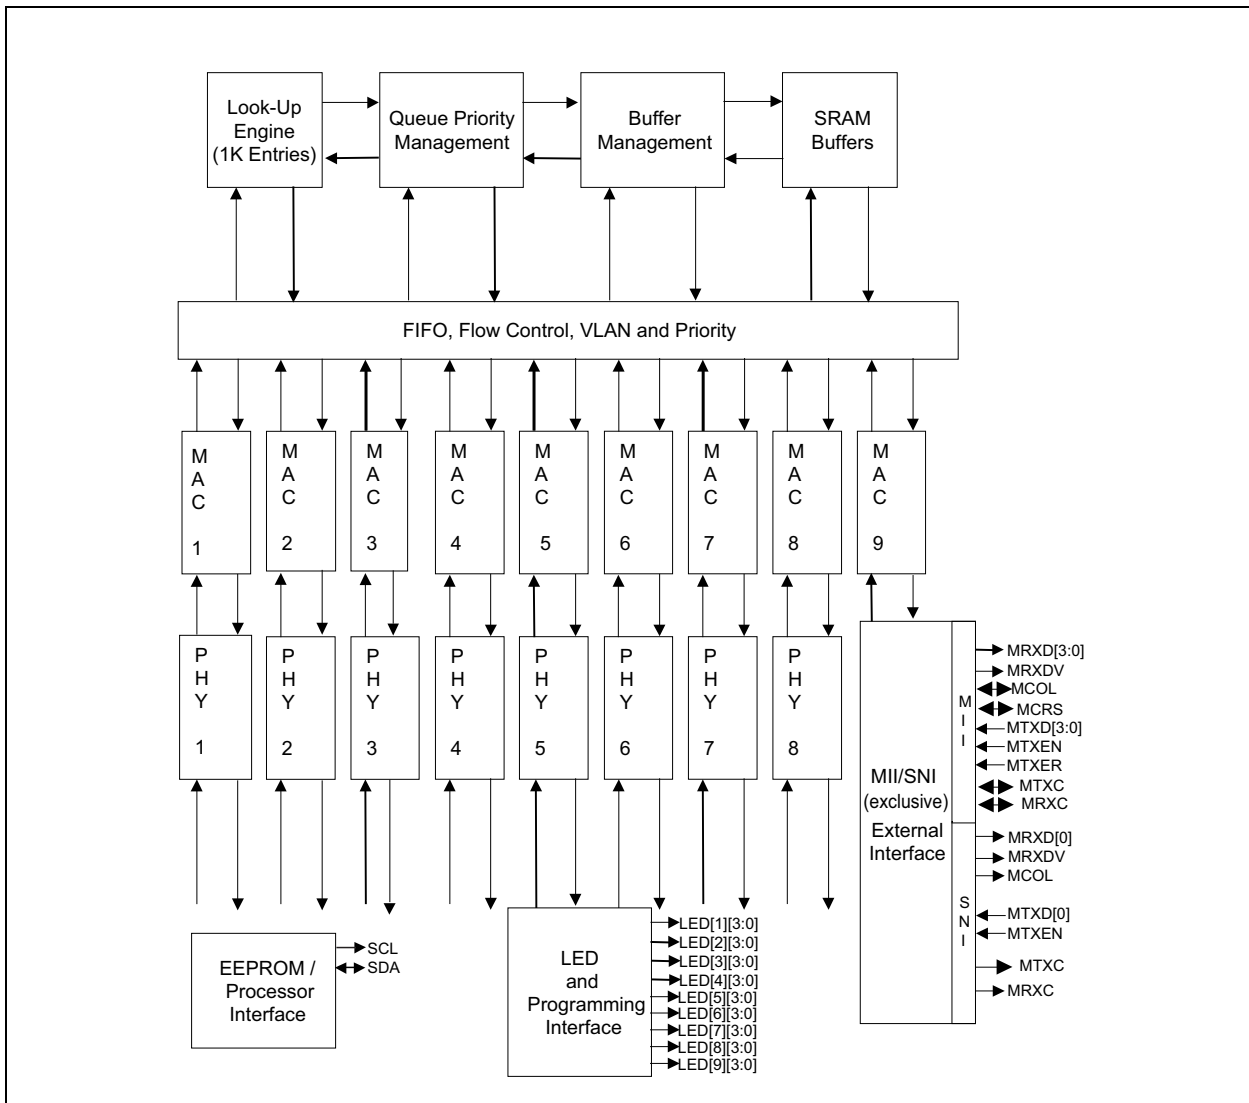 Look-Up
Engine
(1K Entries)
Queue Priority
Management
Buffer
Management
SRAM
Buffers
FIFO, Flow Control, VLAN and Priority
M
A
C
1
M
A
C
2
M
A
C
3
M
A
C
4
M
A
C
5
M
A
C
6
M
A
C
7
M
A
C
8
M
A
C
9
P
H
Y
1
P
H
Y
2
P
H
Y
3
P
H
Y
4
P
H
Y
5
P
H
Y
6
P
H
Y
7
P
H
Y
8
MII/SNI
(exclusive)
External
Interface
M
I
I
S
N
I
MRXD[3:0]
MRXDV
MCOL
MCRS
MTXD[3:0]
MTXEN
MTXER
MTXC
MRXC
MRXD[0]
MRXDV
MCOL
MTXD[0]
MTXEN
MTXC
MRXC
EEPROM /
Processor
Interface
SCL
SDA
LED
and
Programming
Interface
LED[1][3:0]
LED[2][3:0]
LED[3][3:0]
LED[4][3:0]
LED[5][3:0]
LED[6][3:0]
LED[7][3:0]
LED[8][3:0]
LED[9][3:0]